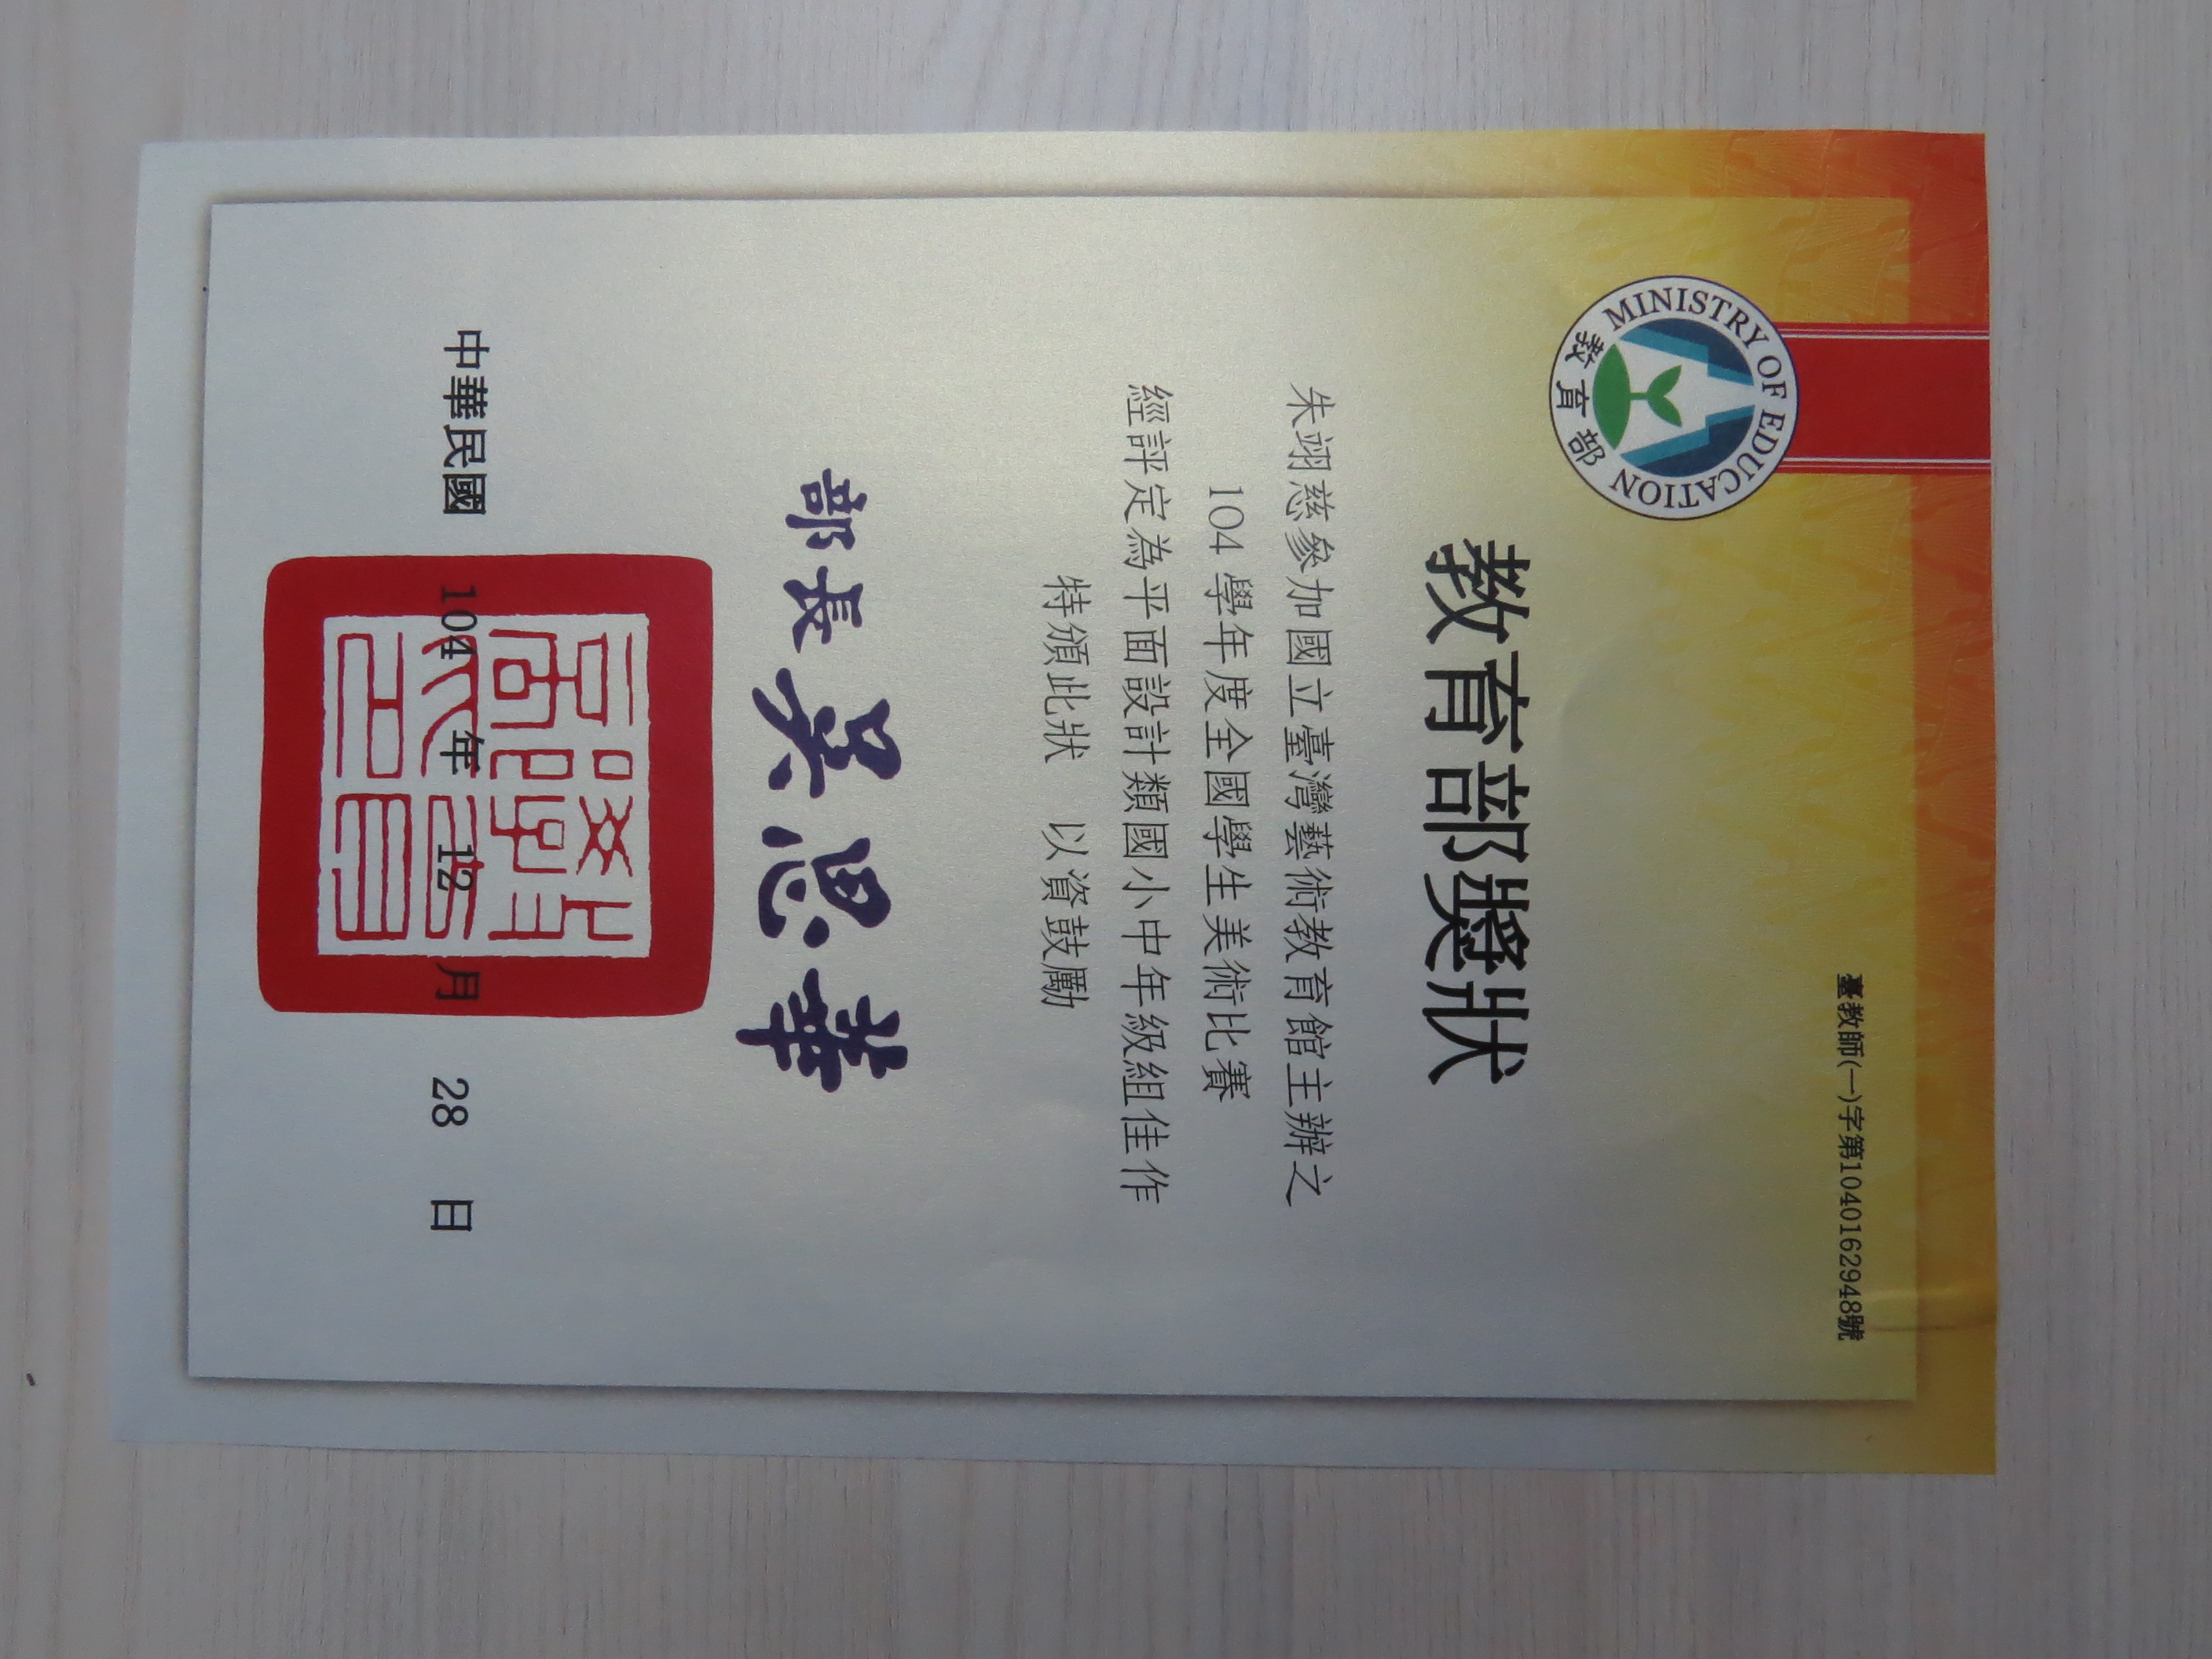 MINISTRY OF EDUCATION
教育部
臺教師(一)字第1040162948號
教育部獎狀
朱翊慈參加國立臺灣藝術教育館主辦之
104 學年度全國學生美術比賽
經評定為平面設計類國小中年級組佳作
特頒此狀 以資鼓勵
部長 吳思華
中華民國 104 年 12 月 28 日